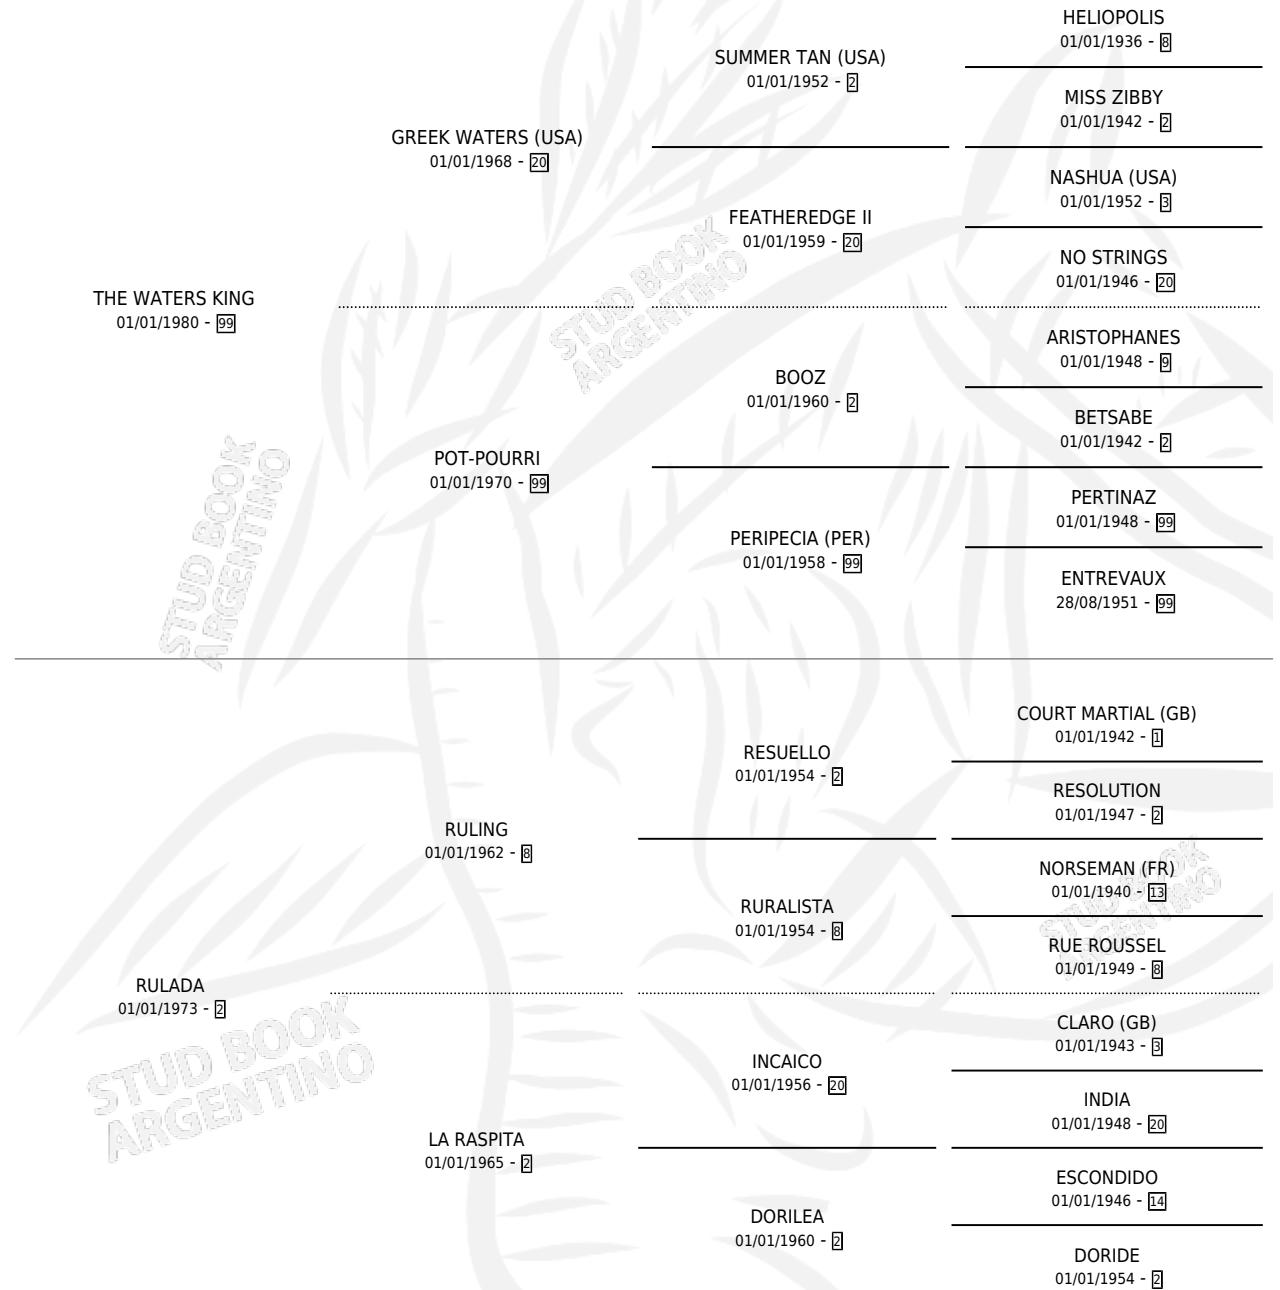 HELIOPOLIS
01/01/1936 - 8
SUMMER TAN (USA)
01/01/1952 - 2
MISS ZIBBY
01/01/1942 - 2
GREEK WATERS (USA)
01/01/1968 - 20
NASHUA (USA)
01/01/1952 - 3
FEATHEREDGE II
01/01/1959 - 20
NO STRINGS
01/01/1946 - 20
THE WATERS KING
01/01/1980 - 99
STUD BOOK
ARGENTINO
ARISTOPHANES
01/01/1948 - 9
BOOZ
01/01/1960 - 2
BETSABE
01/01/1942 - 2
POT-POURRI
01/01/1970 - 99
PERTINAZ
01/01/1948 - 99
PERIPECIA (PER)
01/01/1958 - 99
ENTREVAUX
28/08/1951 - 99
STUD BOOK
ARGENTINO
COURT MARTIAL (GB)
01/01/1942 - 1
RESUELLO
01/01/1954 - 2
RESOLUTION
01/01/1947 - 2
RULING
01/01/1962 - 8
NORSEMAN (FR)
01/01/1940 - 13
RURALISTA
01/01/1954 - 8
RUE ROUSSEL
01/01/1949 - 8
STUD BOOK
ARGENTINO
RULADA
01/01/1973 - 2
CLARO (GB)
01/01/1943 - 3
INCAICO
01/01/1956 - 20
INDIA
01/01/1948 - 20
STUD BOOK
ARGENTINO
LA RASPITA
01/01/1965 - 2
ESCONDIDO
01/01/1946 - 14
DORILEA
01/01/1960 - 2
DORIDE
01/01/1954 - 2